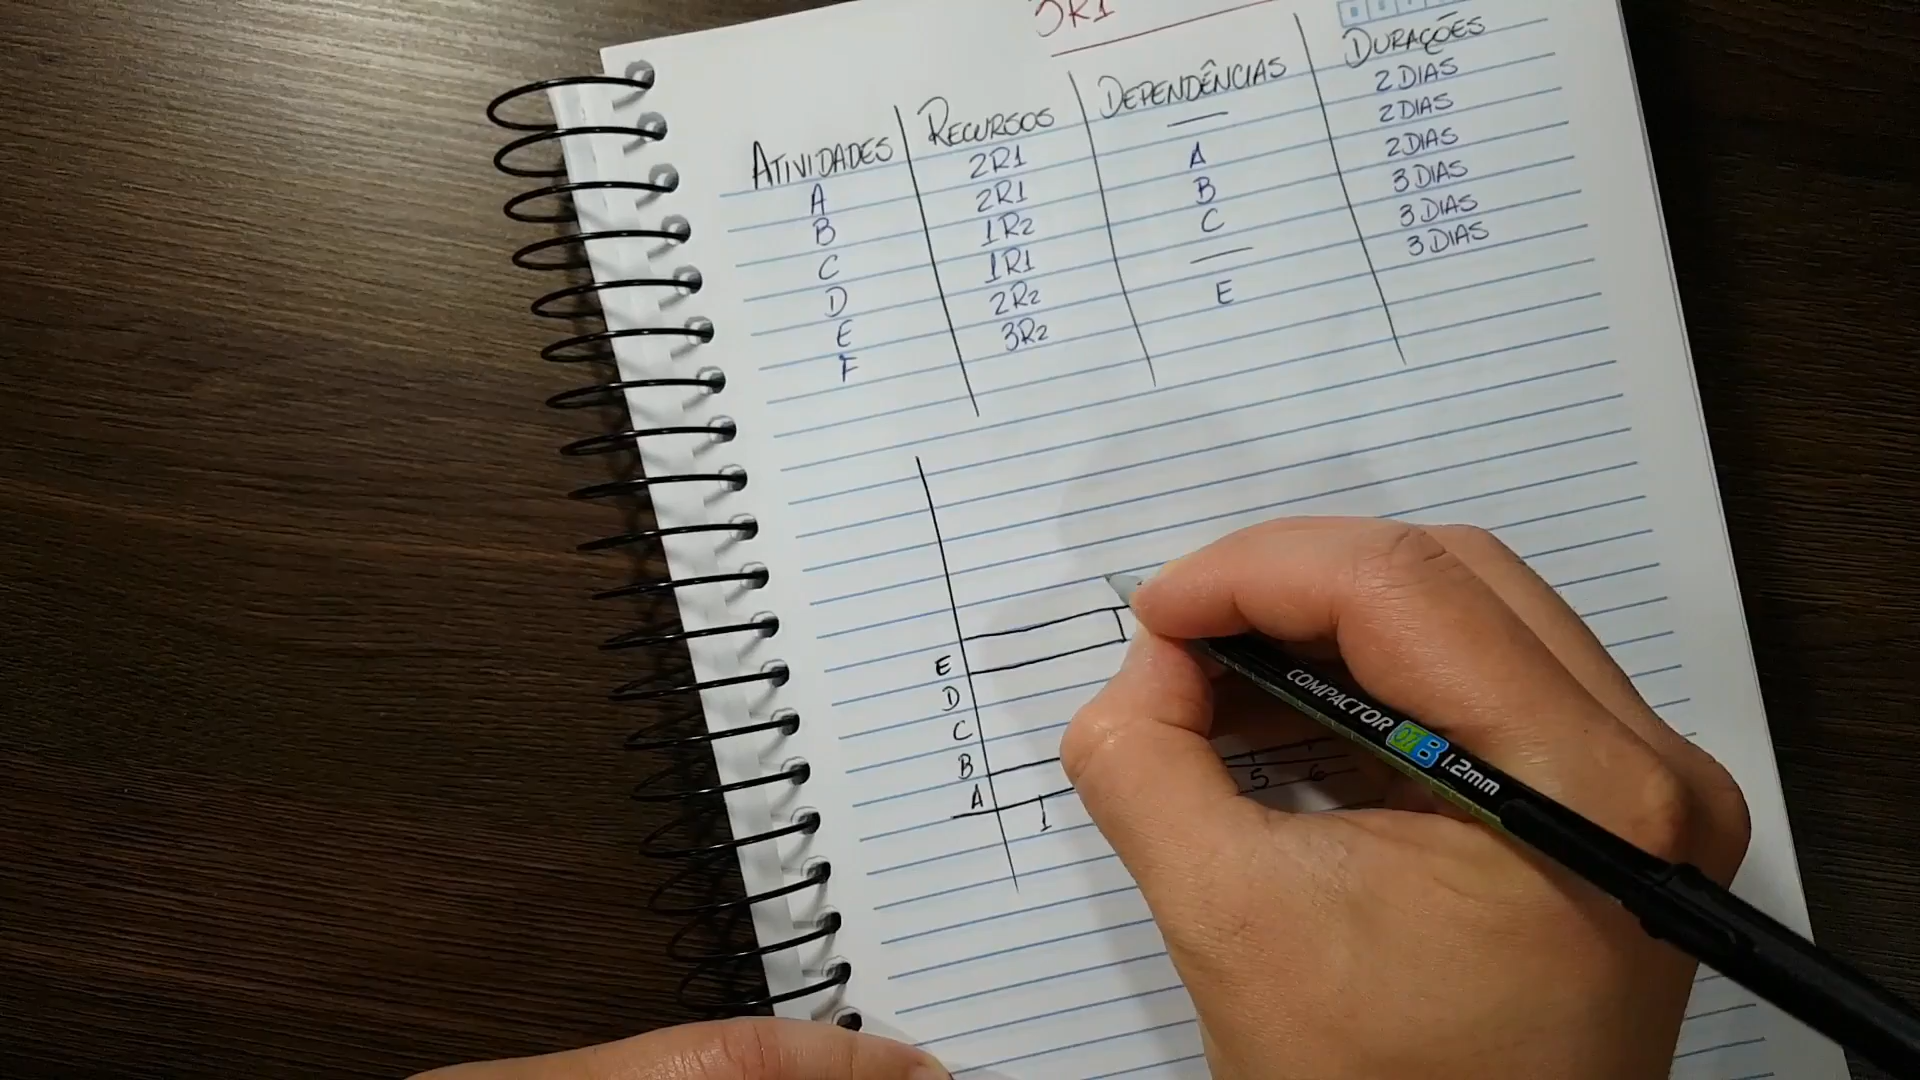 3R1
ATIVIDADES RECURSOS DEPENDÊNCIAS DURAÇÕES
A 2R1 — 2 DIAS
B 2R1 A 2 DIAS
C 1R2 B 2 DIAS
D 1R1 C 3 DIAS
E 2R2 — 3 DIAS
F 3R2 E 3 DIAS
E
D
C
B
A
1 5 6
COMPACTOR 07 B 1.2mm